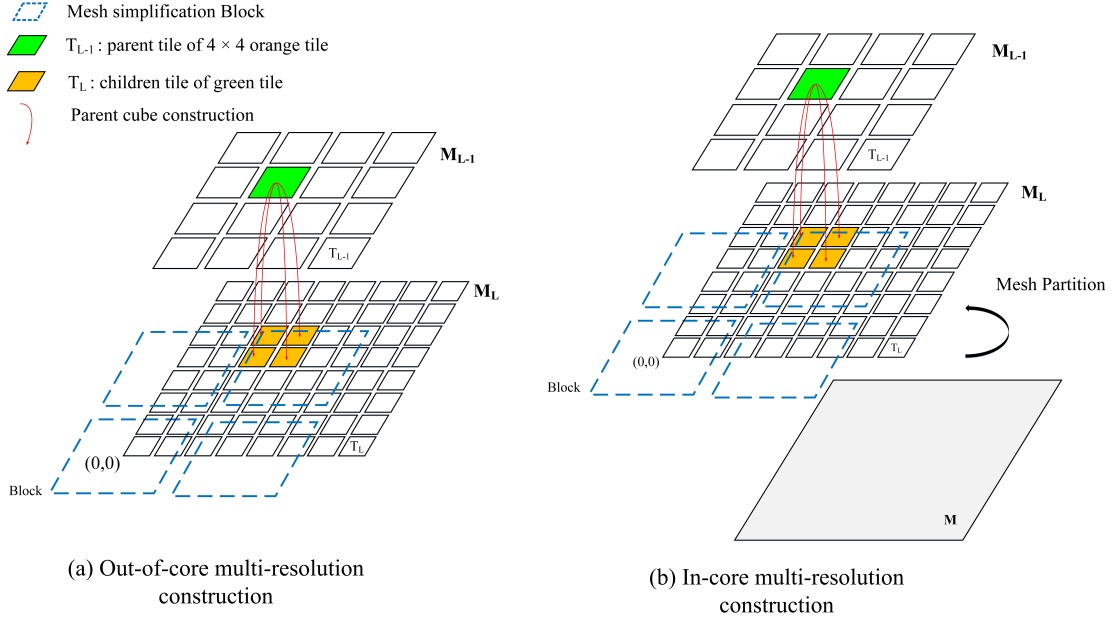 Mesh simplification Block
T_L-1 : parent tile of 4 × 4 orange tile
T_L : children tile of green tile
Parent cube construction
M_L-1
T_L-1
M_L
T_L
(0,0)
Block
(a) Out-of-core multi-resolution
construction
M_L-1
T_L-1
M_L
Mesh Partition
T_L
(0,0)
Block
M
(b) In-core multi-resolution
construction